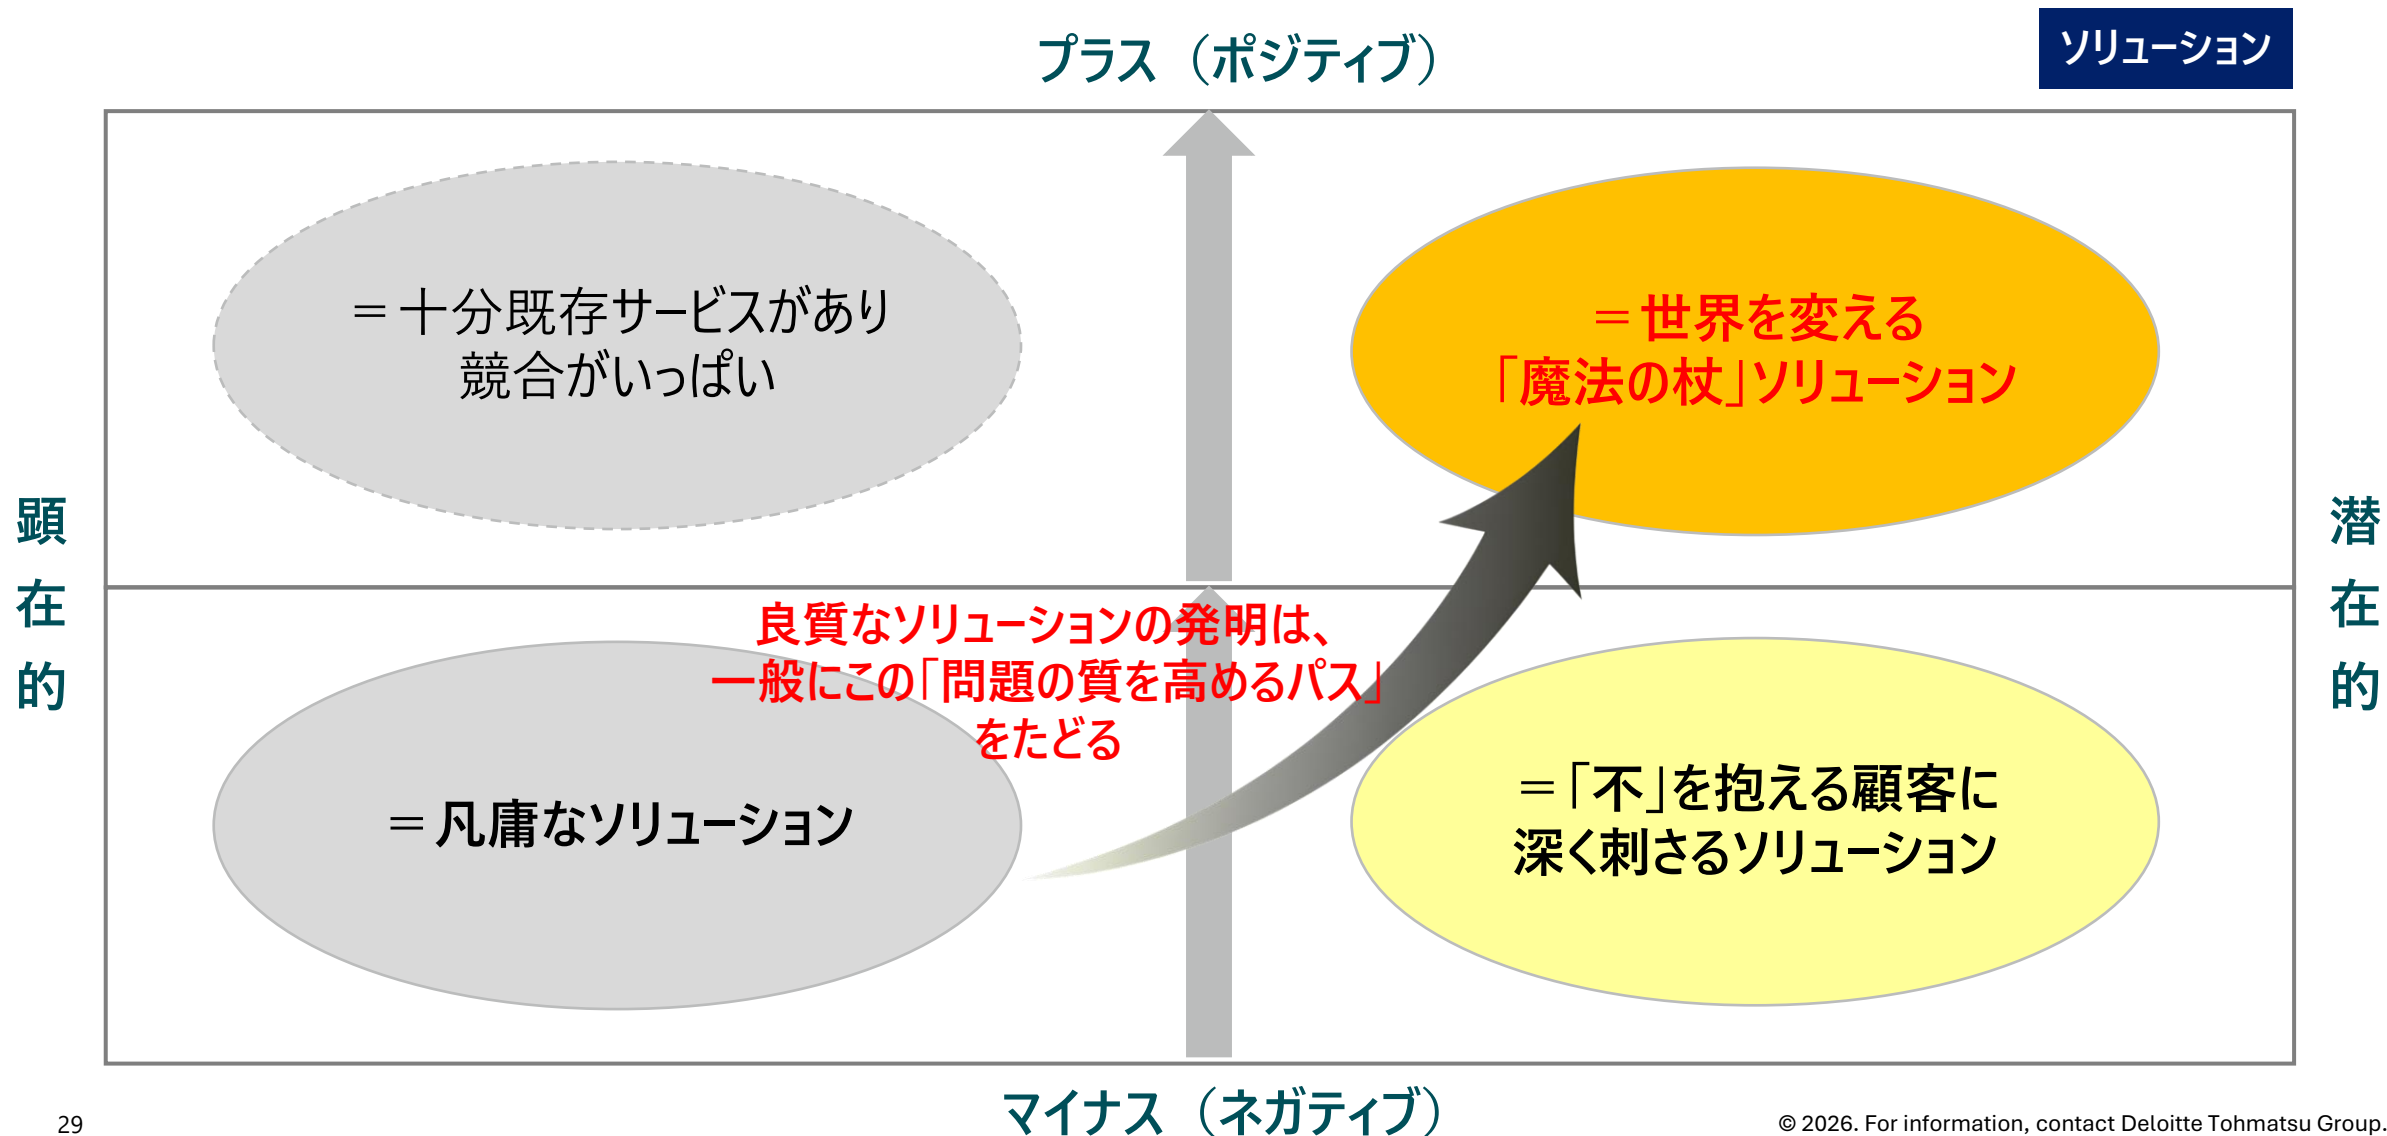 プラス（ポジティブ）
ソリューション
＝十分既存サービスがあり
競合がいっぱい
＝世界を変える
「魔法の杖」ソリューション
顕
在
的
潜
在
的
良質なソリューションの発明は、
一般にこの「問題の質を高めるパス」
をたどる
＝凡庸なソリューション
＝「不」を抱える顧客に
深く刺さるソリューション
マイナス（ネガティブ）
29
© 2026. For information, contact Deloitte Tohmatsu Group.